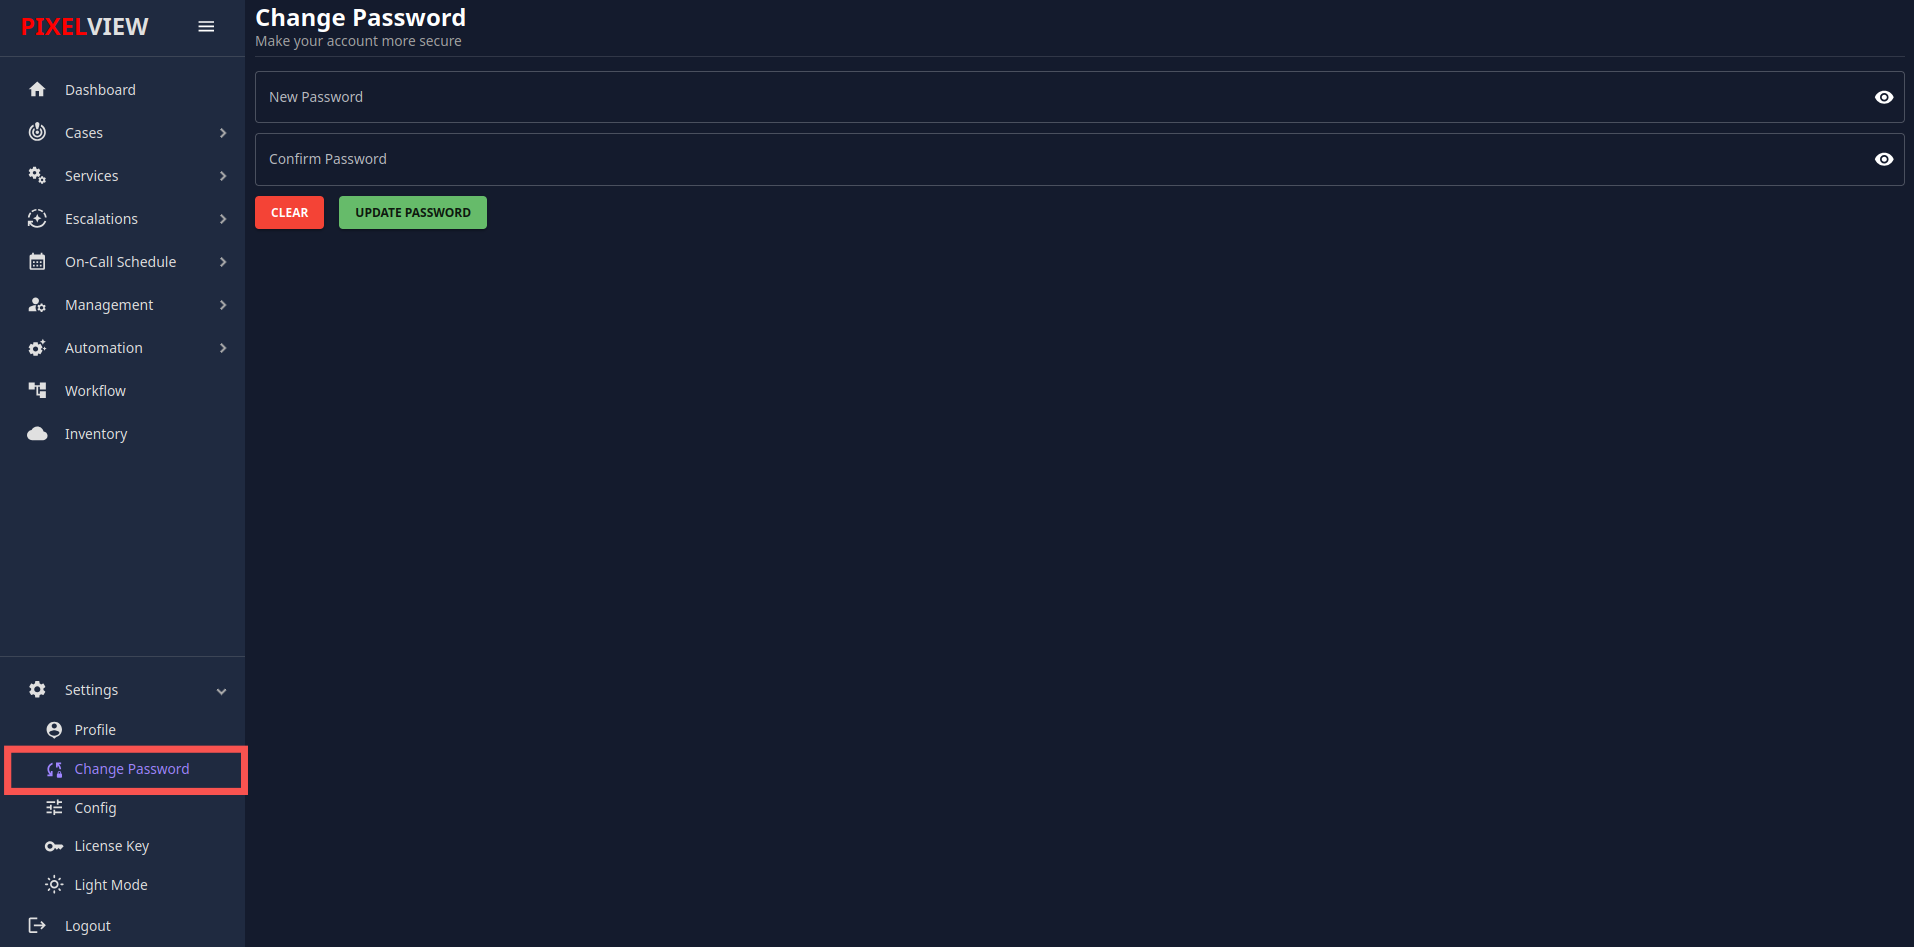 PIXELVIEW
Dashboard
Cases
Services
Escalations
On-Call Schedule
Management
Automation
Workflow
Inventory
Settings
Profile
Change Password
Config
License Key
Light Mode
Logout
Change Password
Make your account more secure
New Password
Confirm Password
CLEAR
UPDATE PASSWORD